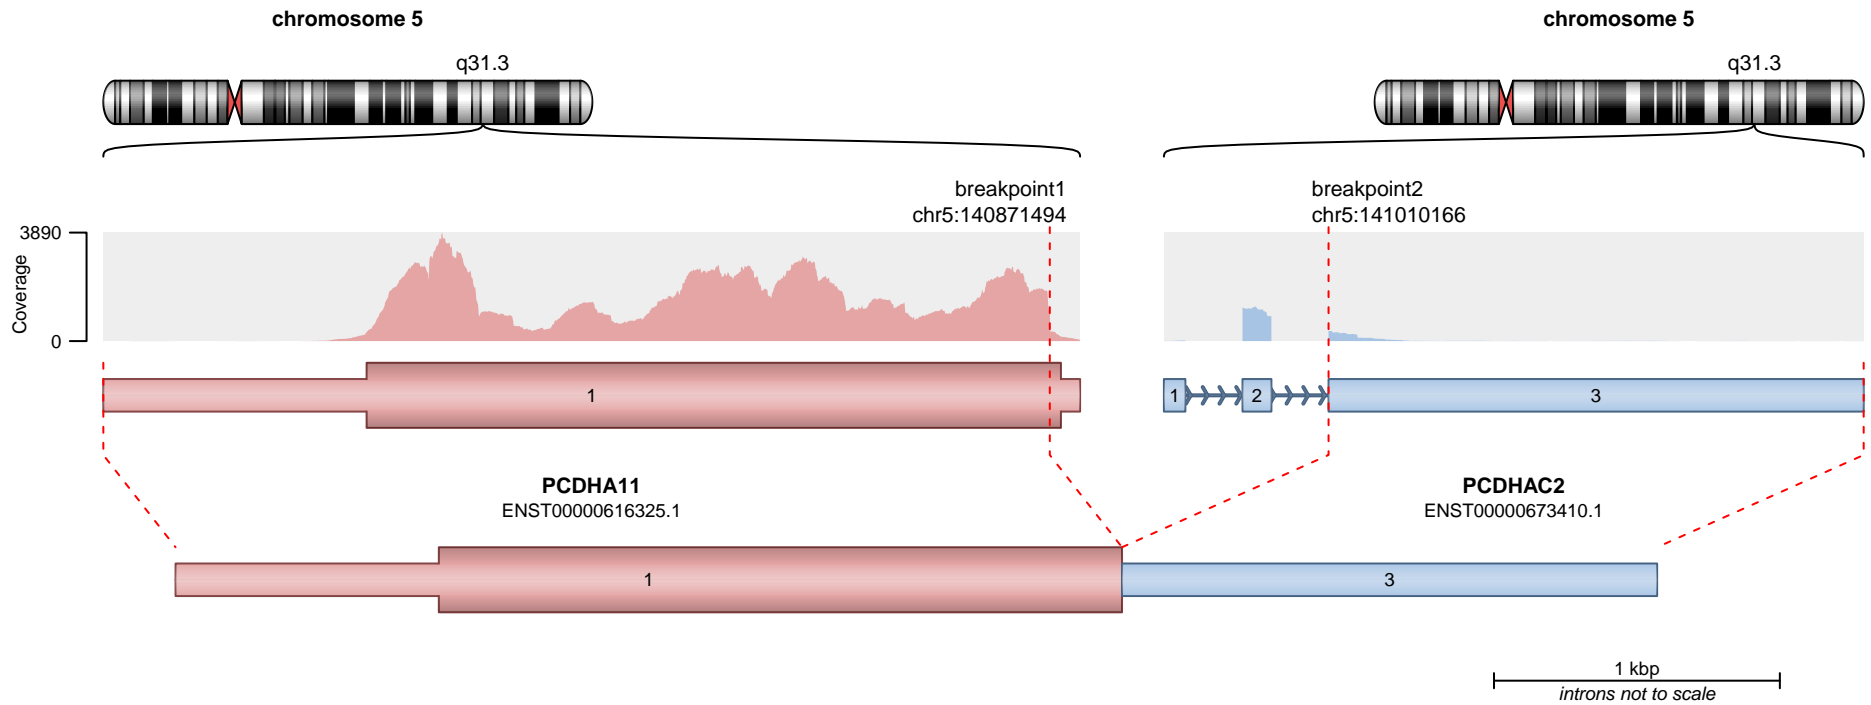 chromosome 5
chromosome 5
q31.3
q31.3
breakpoint1
chr5:140871494
breakpoint2
chr5:141010166
3890
Coverage
0
1
1
2
3
PCDHA11
ENST00000616325.1
PCDHAC2
ENST00000673410.1
1
3
1 kbp
introns not to scale